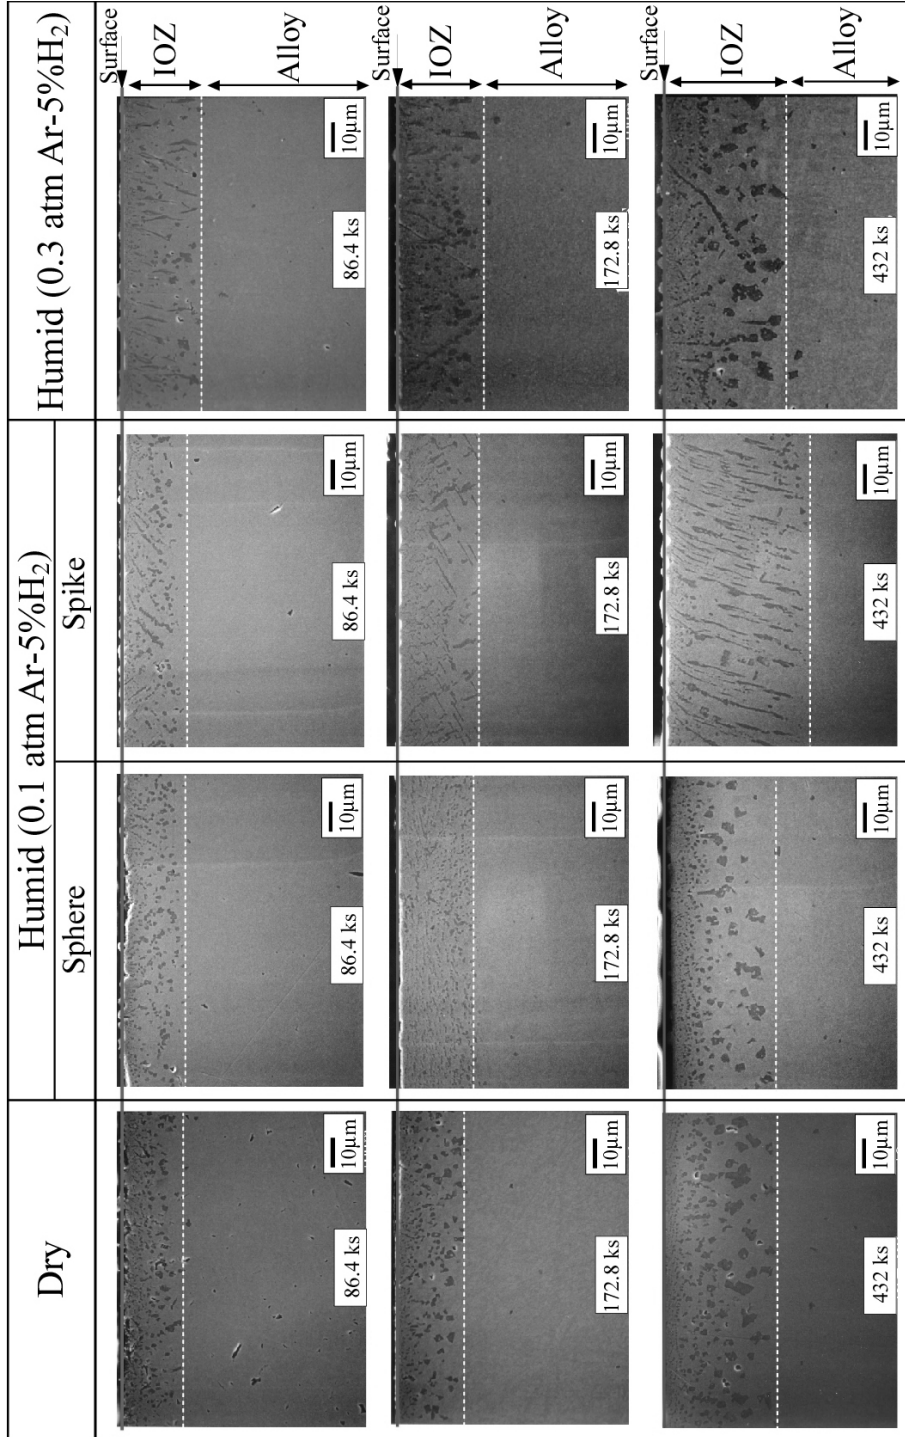 Dry
Humid (0.1 atm Ar-5%H₂)
Humid (0.3 atm Ar-5%H₂)
Sphere
Spike
86.4 ks
10μm
86.4 ks
10μm
86.4 ks
10μm
86.4 ks
10μm
Surface
IOZ
Alloy
172.8 ks
10μm
172.8 ks
10μm
172.8 ks
10μm
172.8 ks
10μm
Surface
IOZ
Alloy
432 ks
10μm
432 ks
10μm
432 ks
10μm
432 ks
10μm
Surface
IOZ
Alloy